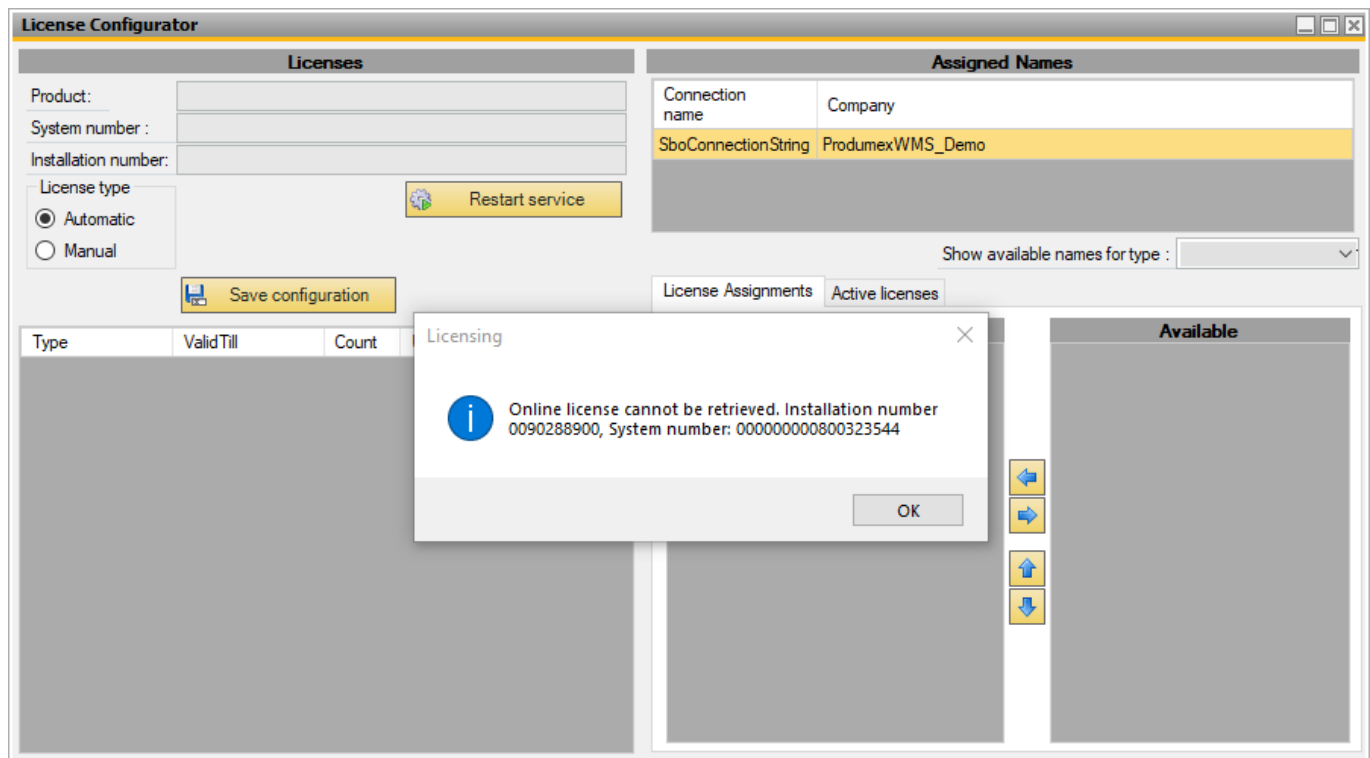 License Configurator
Licenses
Product:
System number :
Installation number:
License type
Automatic
Manual
Restart service
Save configuration
Type ValidTill Count
Assigned Names
Connection name Company
SboConnectionString ProdumexWMS_Demo
Show available names for type :
License Assignments Active licenses
Available
Licensing
Online license cannot be retrieved. Installation number
0090288900, System number: 000000000800323544
OK